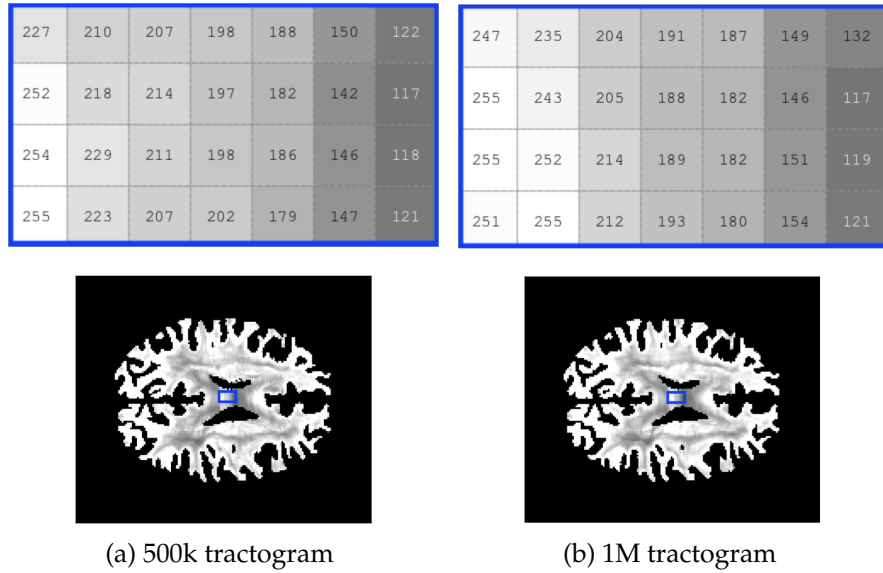 227 210 207 198 188 150 122
252 218 214 197 182 142 117
254 229 211 198 186 146 118
255 223 207 202 179 147 121
247 235 204 191 187 149 132
255 243 205 188 182 146 117
255 252 214 189 182 151 119
251 255 212 193 180 154 121
(a) 500k tractogram
(b) 1M tractogram